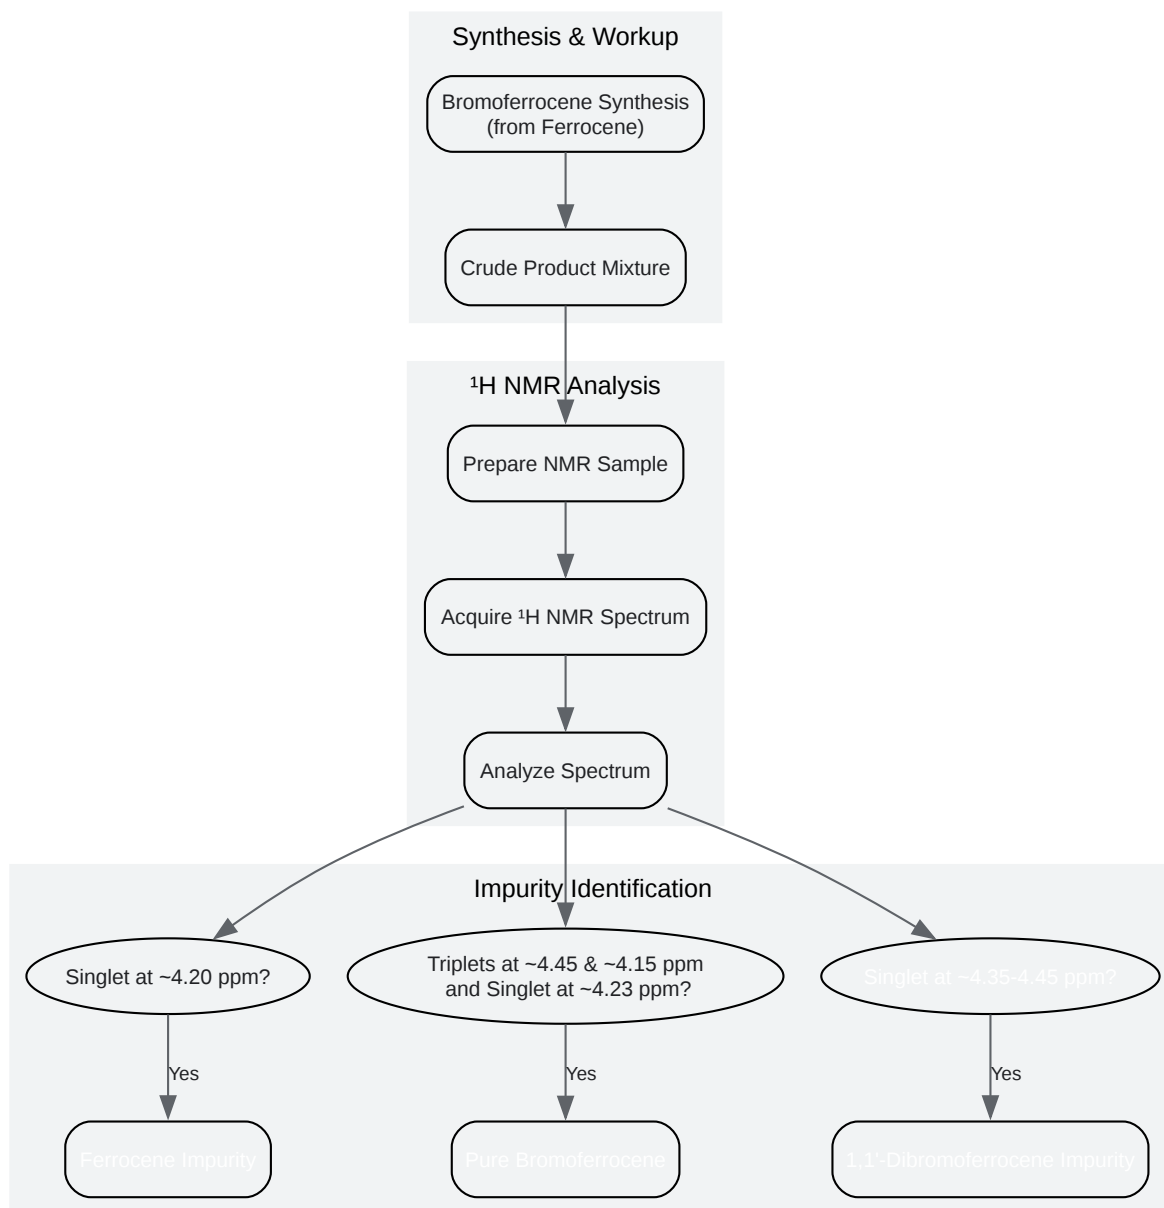 Synthesis & Workup
Bromoferrocene Synthesis
(from Ferrocene)
Crude Product Mixture
¹H NMR Analysis
Prepare NMR Sample
Acquire ¹H NMR Spectrum
Analyze Spectrum
Impurity Identification
Singlet at ~4.20 ppm?
Triplets at ~4.45 & ~4.15 ppm
and Singlet at ~4.23 ppm?
Singlet at ~4.35-4.45 ppm?
Yes
Yes
Yes
Ferrocene Impurity
Pure Bromoferrocene
1,1'-Dibromoferrocene Impurity